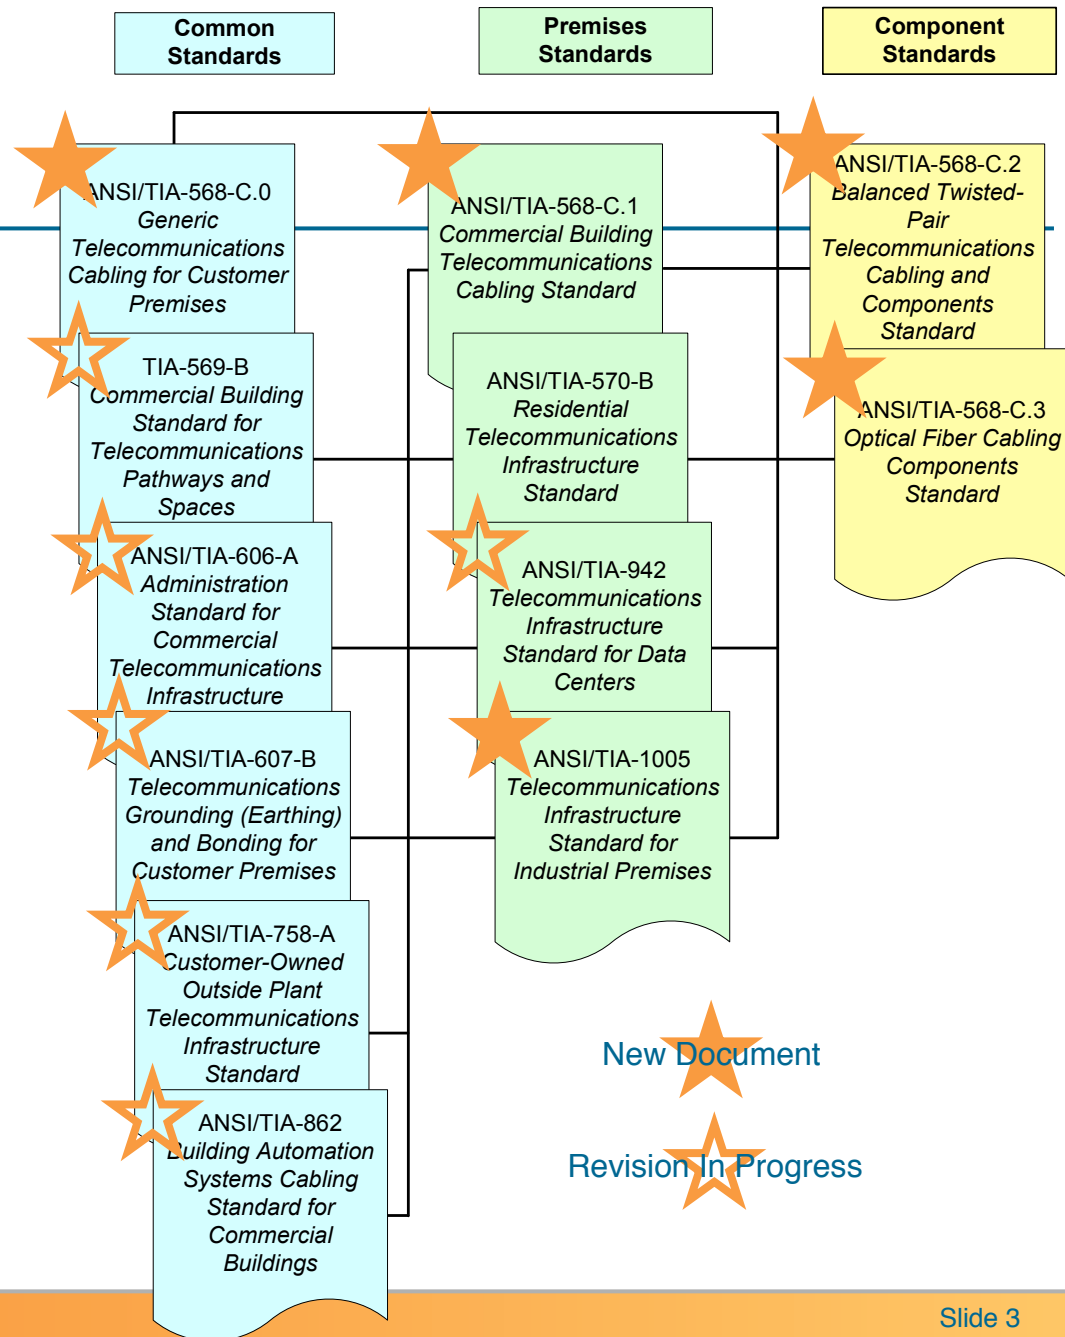 Common
Standards
Premises
Standards
Component
Standards
ANSI/TIA-568-C.0
Generic
Telecommunications
Cabling for Customer
Premises
TIA-569-B
Commercial Building
Standard for
Telecommunications
Pathways and
Spaces
ANSI/TIA-606-A
Administration
Standard for
Commercial
Telecommunications
Infrastructure
ANSI/TIA-607-B
Telecommunications
Grounding (Earthing)
and Bonding for
Customer Premises
ANSI/TIA-758-A
Customer-Owned
Outside Plant
Telecommunications
Infrastructure
Standard
ANSI/TIA-862
Building Automation
Systems Cabling
Standard for
Commercial
Buildings
ANSI/TIA-568-C.1
Commercial Building
Telecommunications
Cabling Standard
ANSI/TIA-570-B
Residential
Telecommunications
Infrastructure
Standard
ANSI/TIA-942
Telecommunications
Infrastructure
Standard for Data
Centers
ANSI/TIA-1005
Telecommunications
Infrastructure
Standard for
Industrial Premises
ANSI/TIA-568-C.2
Balanced Twisted-
Pair
Telecommunications
Cabling and
Components
Standard
ANSI/TIA-568-C.3
Optical Fiber Cabling
Components
Standard
New Document
Revision In Progress
Slide 3